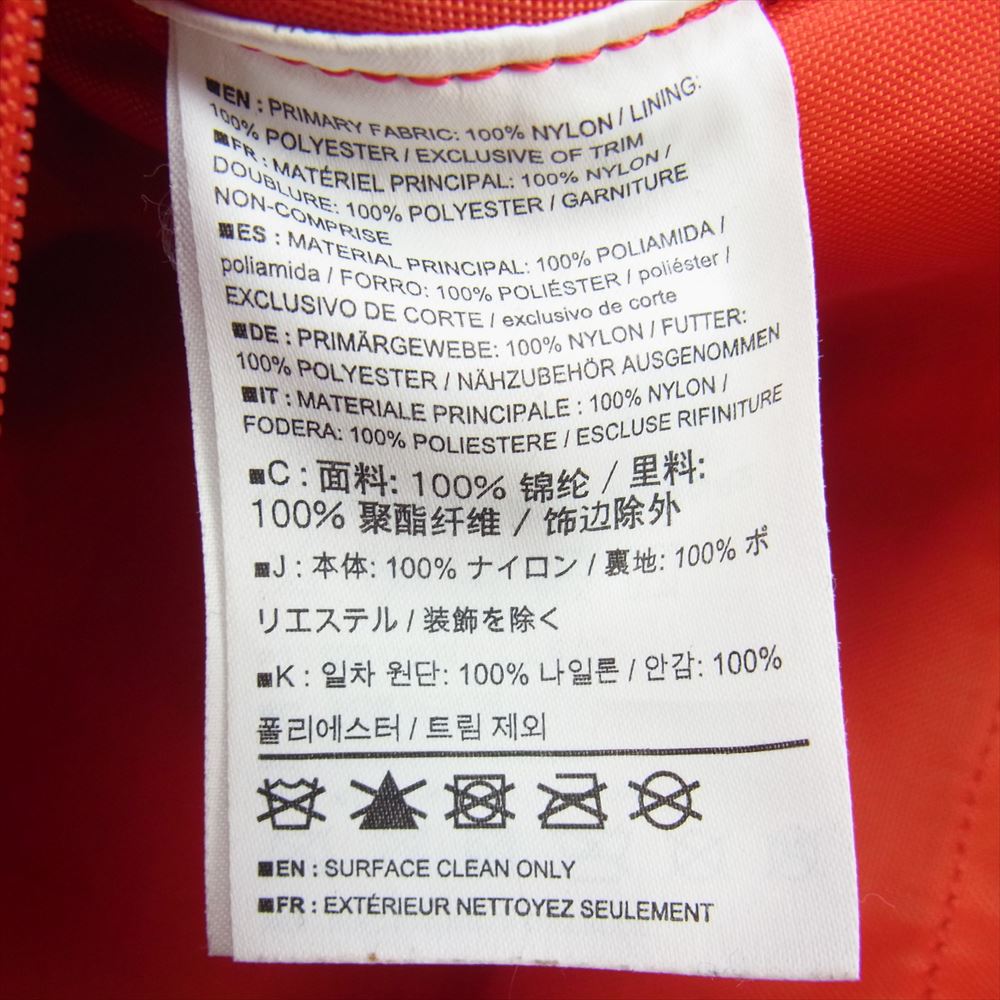 ■EN : PRIMARY FABRIC: 100% NYLON / LINING:
100% POLYESTER / EXCLUSIVE OF TRIM
■FR : MATÉRIEL PRINCIPAL: 100% NYLON /
DOUBLURE: 100% POLYESTER / GARNITURE
NON-COMPRISE
■ES : MATERIAL PRINCIPAL: 100% POLIAMIDA /
poliamida / FORRO: 100% POLIÉSTER / poliéster /
EXCLUSIVO DE CORTE / exclusivo de corte
■DE : PRIMÄRGEWEBE: 100% NYLON / FUTTER:
100% POLYESTER / NÄHZUBEHÖR AUSGENOMMEN
■IT : MATERIALE PRINCIPALE : 100% NYLON /
FODERA: 100% POLIESTERE / ESCLUSE RIFINITURE
■C : 面料: 100% 锦纶 / 里料:
100% 聚酯纤维 / 饰边除外
■J : 本体: 100% ナイロン / 裏地: 100% ポ
リエステル / 装飾を除く
■K : 일차 원단: 100% 나일론 / 안감: 100%
폴리에스터 / 트림 제외
■EN : SURFACE CLEAN ONLY
■FR : EXTÉRIEUR NETTOYEZ SEULEMENT